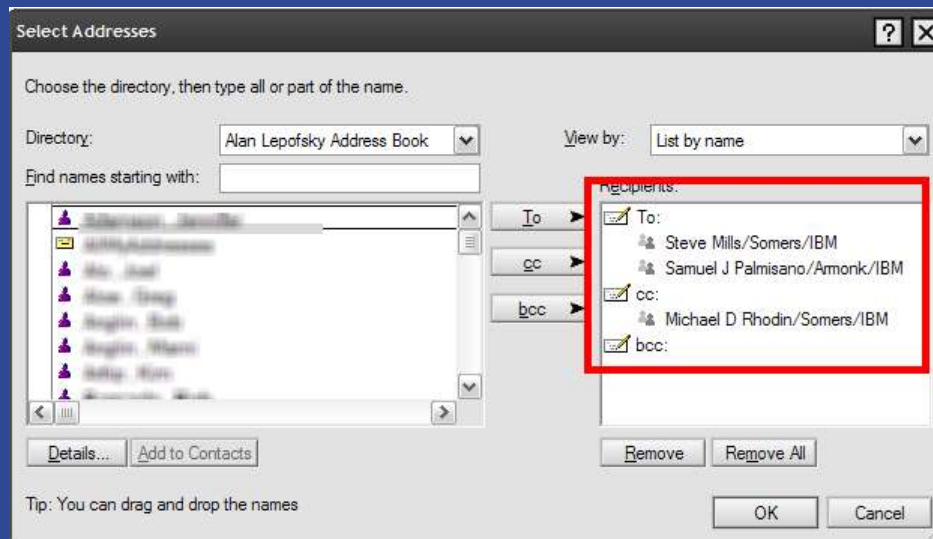 Select Addresses
Choose the directory, then type all or part of the name.
Directory: Alan Lepofsky Address Book View by: List by name
Find names starting with:
Recipients:
To
cc
bcc
To:
Steve Mills/Somers/IBM
Samuel J Palmisano/Armonk/IBM
cc:
Michael D Rhodin/Somers/IBM
bcc:
Details... Add to Contacts Remove Remove All
Tip: You can drag and drop the names
OK Cancel